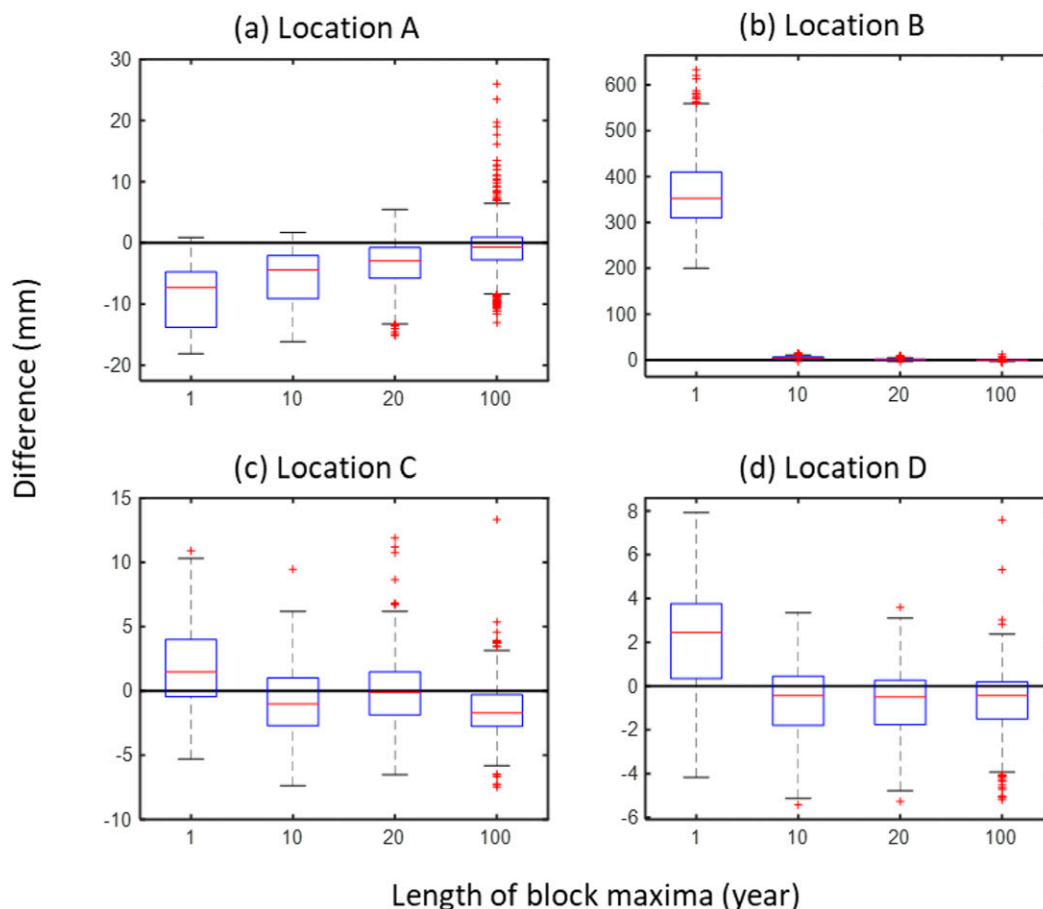 (a) Location A
(b) Location B
30
20
10
0
-10
-20
1 10 20 100
600
500
400
300
200
100
0
1 10 20 100
Difference (mm)
(c) Location C
(d) Location D
15
10
5
0
-5
-10
1 10 20 100
8
6
4
2
0
-2
-4
-6
1 10 20 100
Length of block maxima (year)